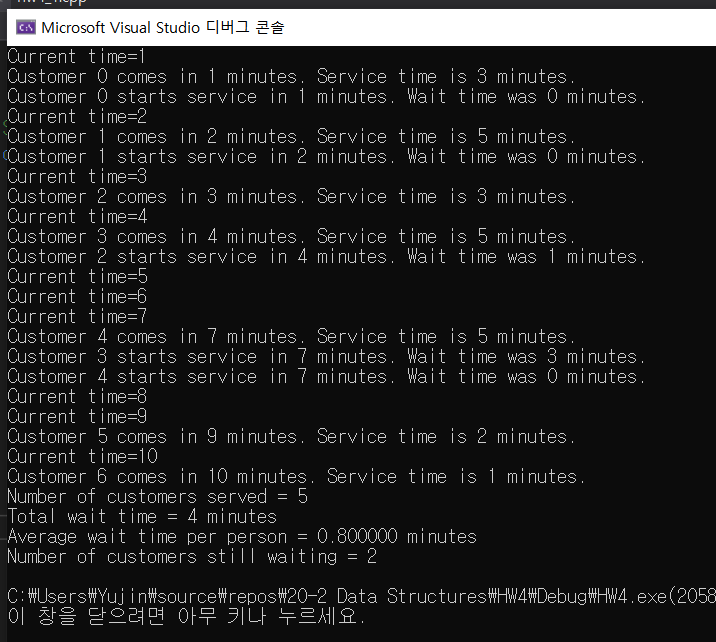 Microsoft Visual Studio 디버그 콘솔
Current time=1
Customer 0 comes in 1 minutes. Service time is 3 minutes.
Customer 0 starts service in 1 minutes. Wait time was 0 minutes.
Current time=2
Customer 1 comes in 2 minutes. Service time is 5 minutes.
Customer 1 starts service in 2 minutes. Wait time was 0 minutes.
Current time=3
Customer 2 comes in 3 minutes. Service time is 3 minutes.
Current time=4
Customer 3 comes in 4 minutes. Service time is 5 minutes.
Customer 2 starts service in 4 minutes. Wait time was 1 minutes.
Current time=5
Current time=6
Current time=7
Customer 4 comes in 7 minutes. Service time is 5 minutes.
Customer 3 starts service in 7 minutes. Wait time was 3 minutes.
Customer 4 starts service in 7 minutes. Wait time was 0 minutes.
Current time=8
Current time=9
Customer 5 comes in 9 minutes. Service time is 2 minutes.
Current time=10
Customer 6 comes in 10 minutes. Service time is 1 minutes.
Number of customers served = 5
Total wait time = 4 minutes
Average wait time per person = 0.800000 minutes
Number of customers still waiting = 2
C:₩Users₩Yujin₩source₩repos₩20-2 Data Structures₩HW4₩Debug₩HW4.exe(2058
이 창을 닫으려면 아무 키나 누르세요.